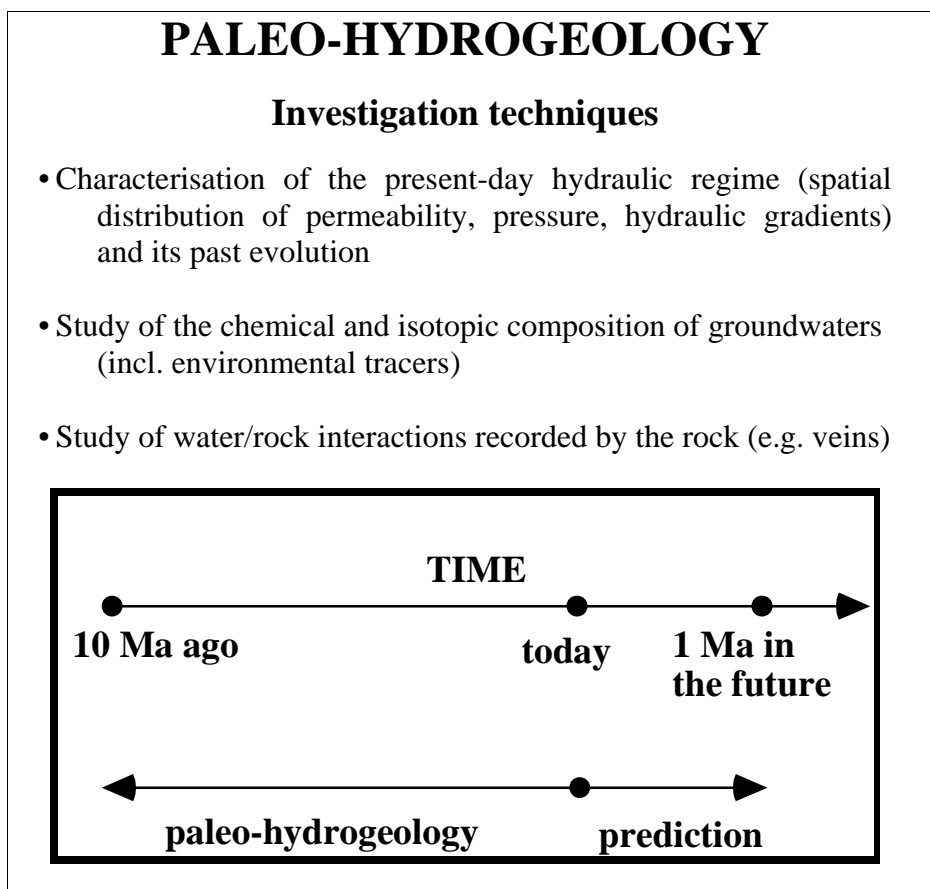 PALEO-HYDROGEOLOGY
Investigation techniques
• Characterisation of the present-day hydraulic regime (spatial
distribution of permeability, pressure, hydraulic gradients)
and its past evolution
• Study of the chemical and isotopic composition of groundwaters
(incl. environmental tracers)
• Study of water/rock interactions recorded by the rock (e.g. veins)
TIME
10 Ma ago
today
1 Ma in
the future
paleo-hydrogeology
prediction